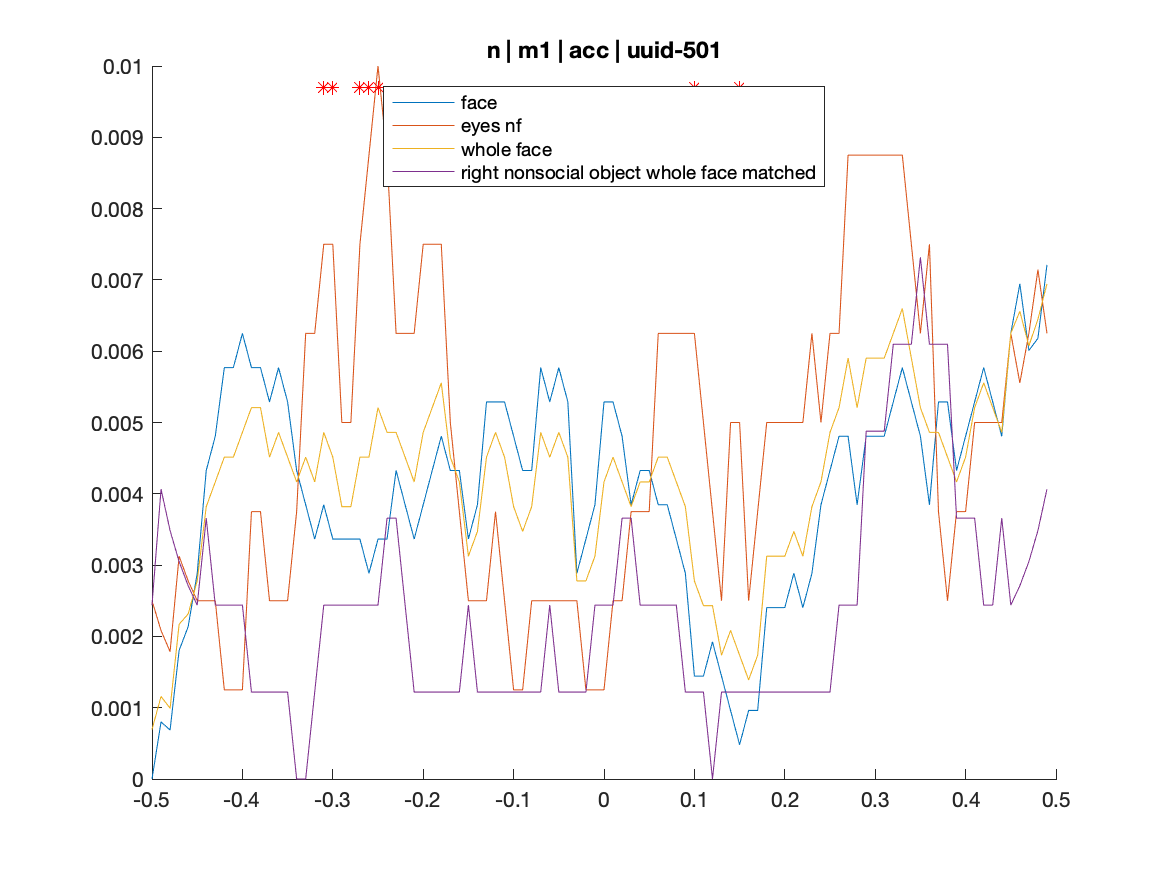 n | m1 | acc | uuid-501
0.01
0.009
0.008
0.007
0.006
0.005
0.004
0.003
0.002
0.001
0
face
eyes nf
whole face
right nonsocial object whole face matched
-0.5 -0.4 -0.3 -0.2 -0.1 0 0.1 0.2 0.3 0.4 0.5